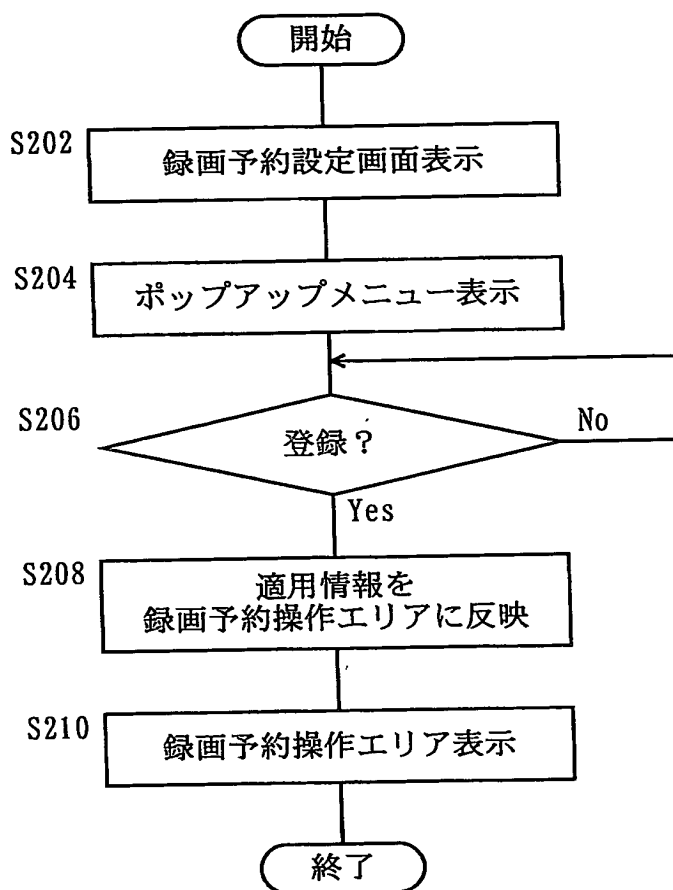 開始
S202
録画予約設定画面表示
S204
ポップアップメニュー表示
S206
登録？
No
Yes
S208
適用情報を
録画予約操作エリアに反映
S210
録画予約操作エリア表示
終了